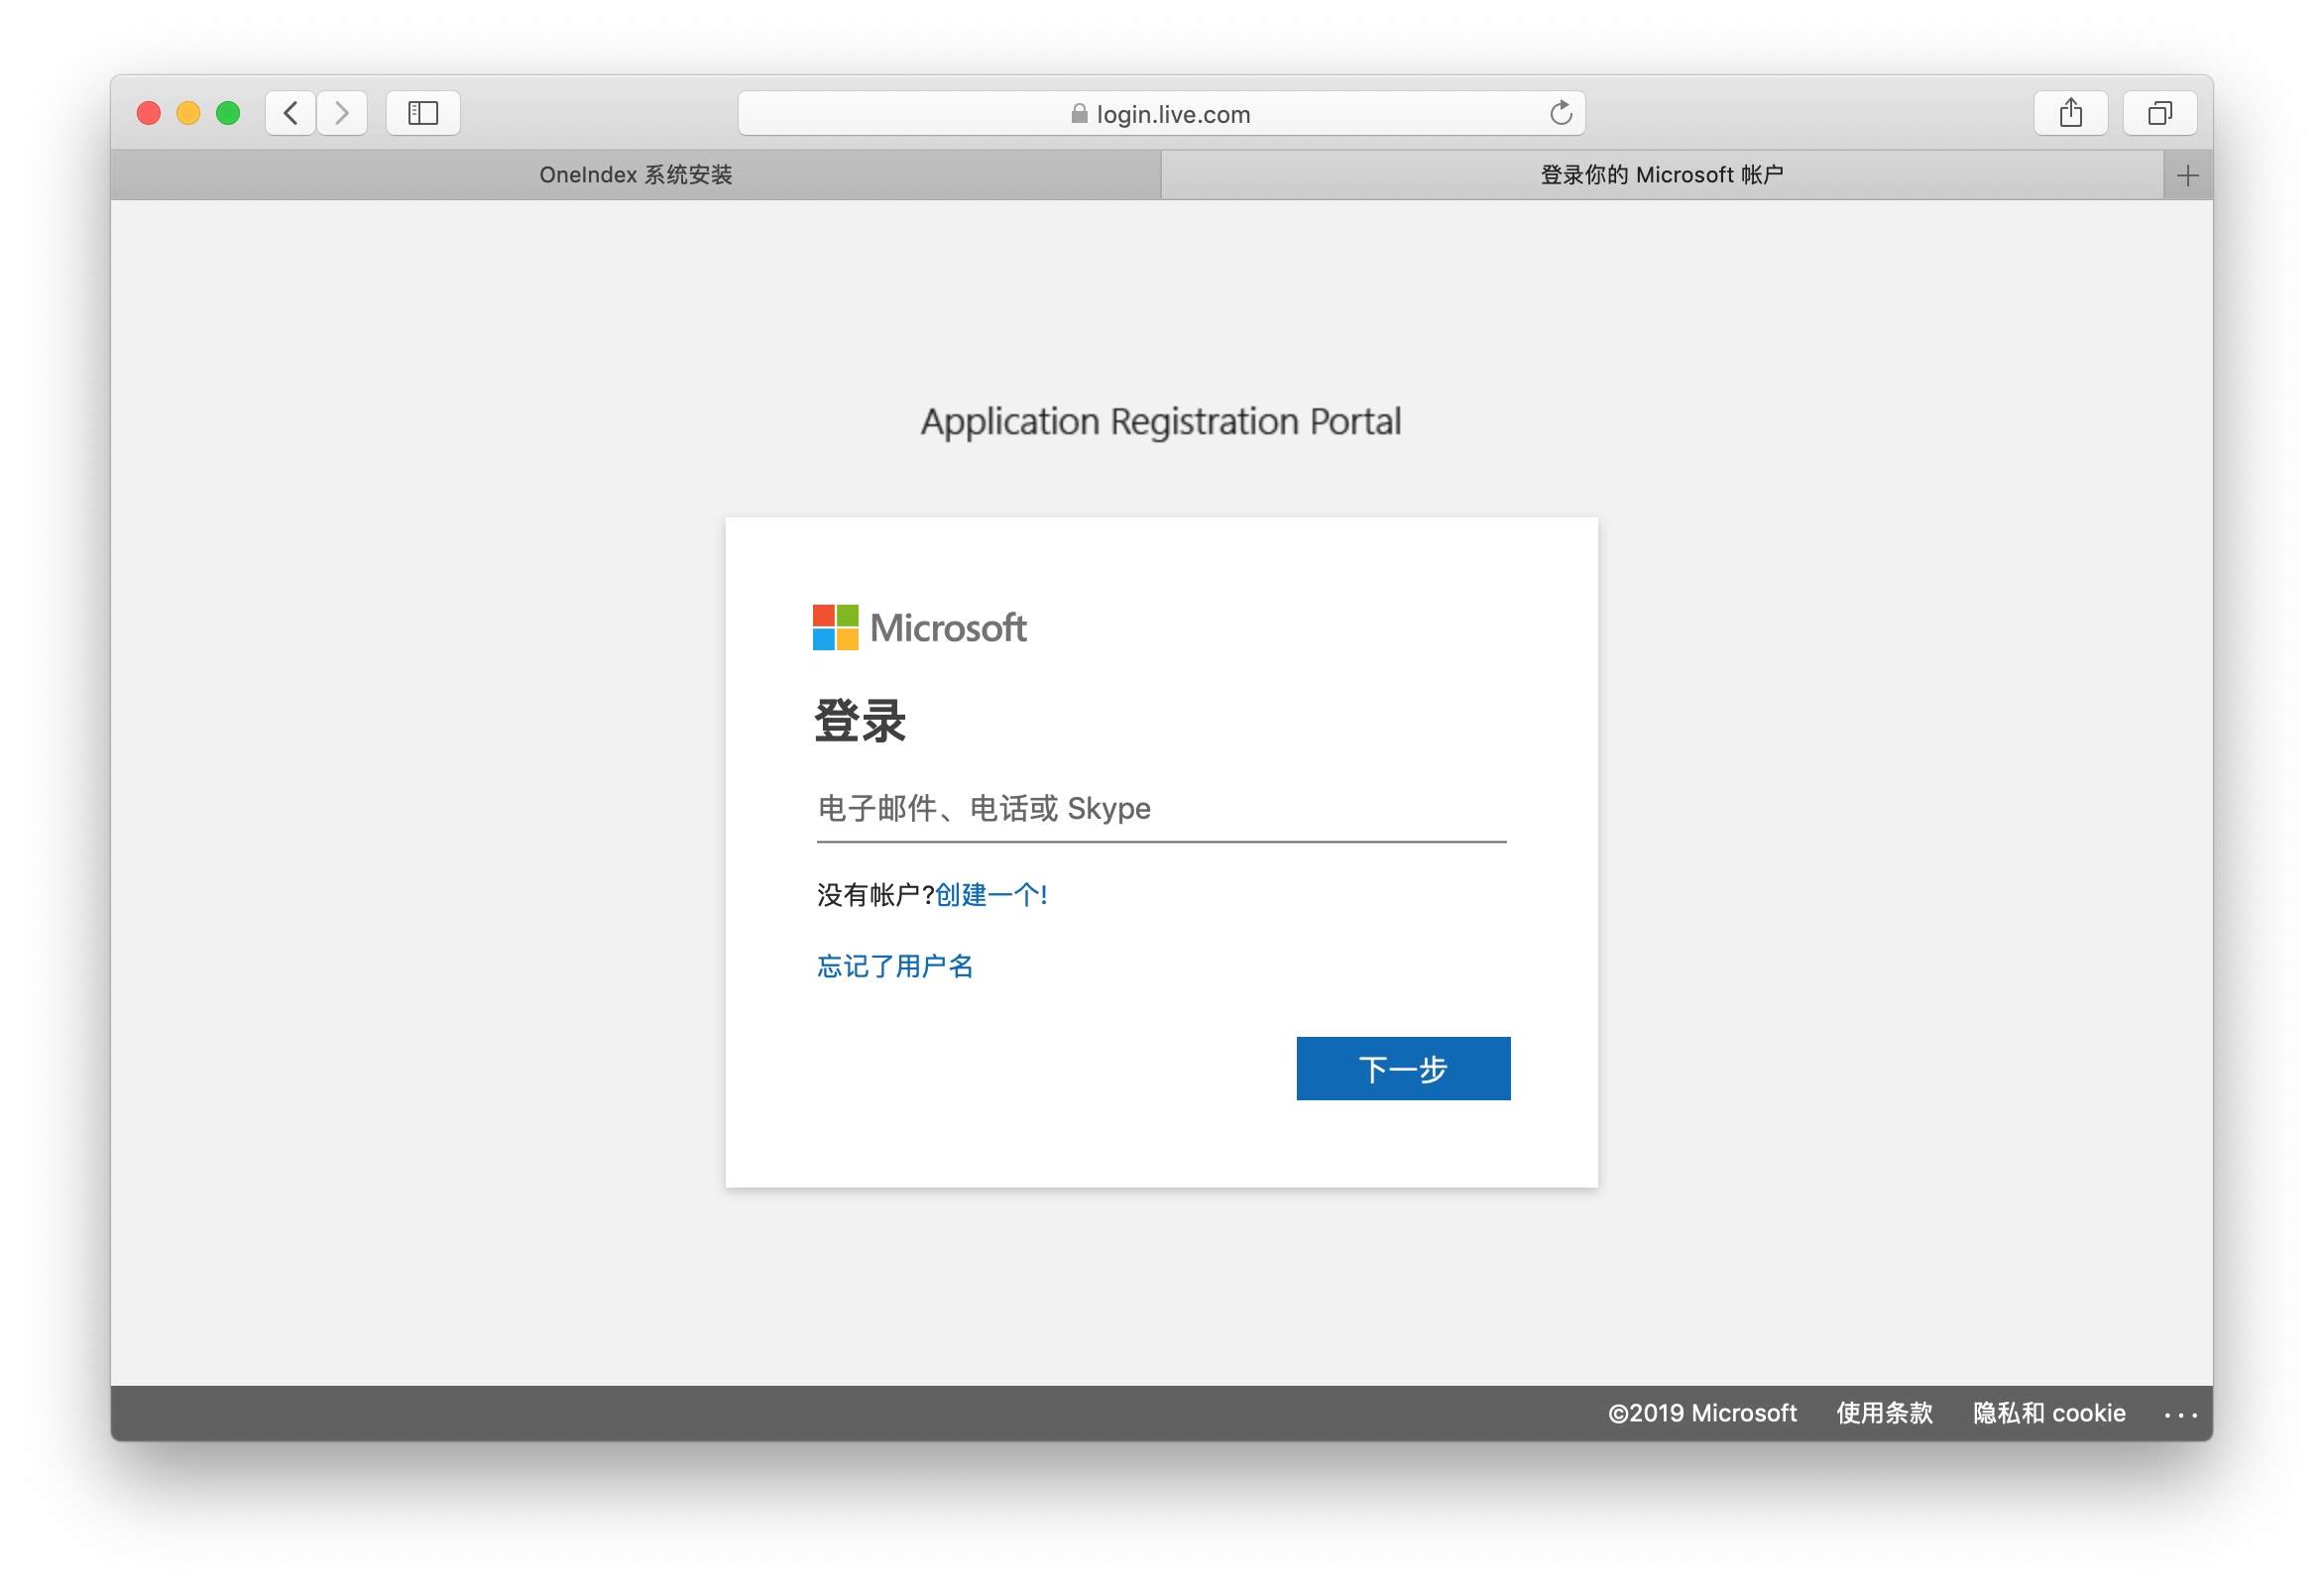 login.live.com
OneIndex 系统安装
登录你的 Microsoft 帐户
Application Registration Portal
Microsoft
登录
电子邮件、电话或 Skype
没有帐户?创建一个!
忘记了用户名
下一步
©2019 Microsoft 使用条款 隐私和 cookie ...